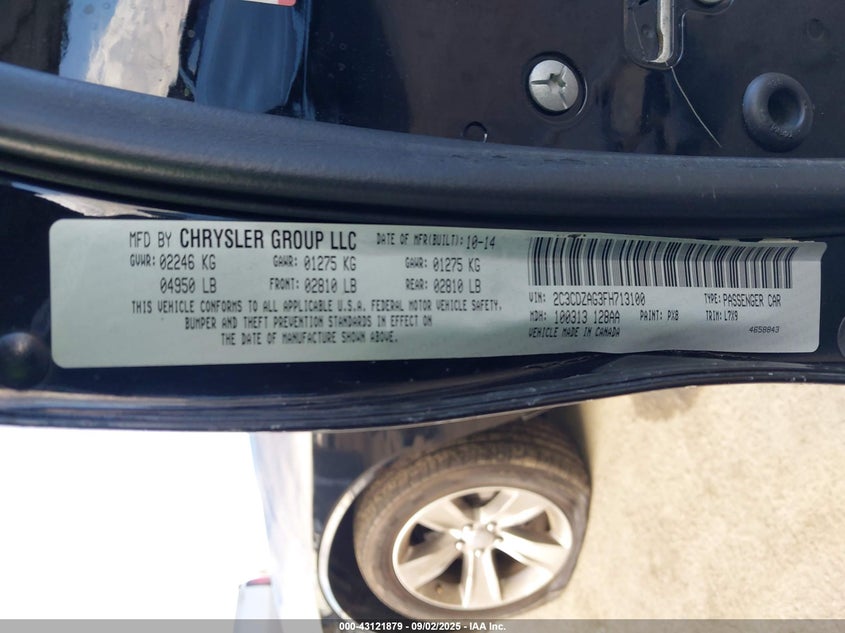 MFD BY CHRYSLER GROUP LLC DATE OF MFR(BUILT): 10-14
GVWR: 02246 KG GAWR: 01275 KG GAWR: 01275 KG
04950 LB FRONT: 02810 LB REAR: 02810 LB
THIS VEHICLE CONFORMS TO ALL APPLICABLE U.S.A. FEDERAL MOTOR VEHICLE SAFETY,
BUMPER AND THEFT PREVENTION STANDARDS IN EFFECT ON
THE DATE OF MANUFACTURE SHOWN ABOVE.
VIN: 2C3CDZAG3FH713100 TYPE: PASSENGER CAR
MDH: 100313 128AA PAINT: PX8 TRIM: L7X9
VEHICLE MADE IN CANADA 4658843
000-43121879 - 09/02/2025 - IAA Inc.